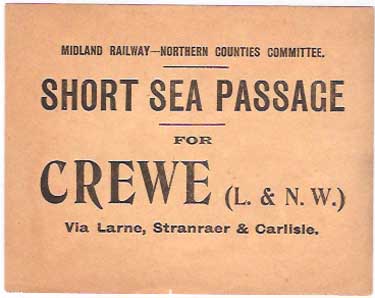 MIDLAND RAILWAY—NORTHERN COUNTIES COMMITTEE.
SHORT SEA PASSAGE
FOR
CREWE (L. & N. W.)
Via Larne, Stranraer & Carlisle.